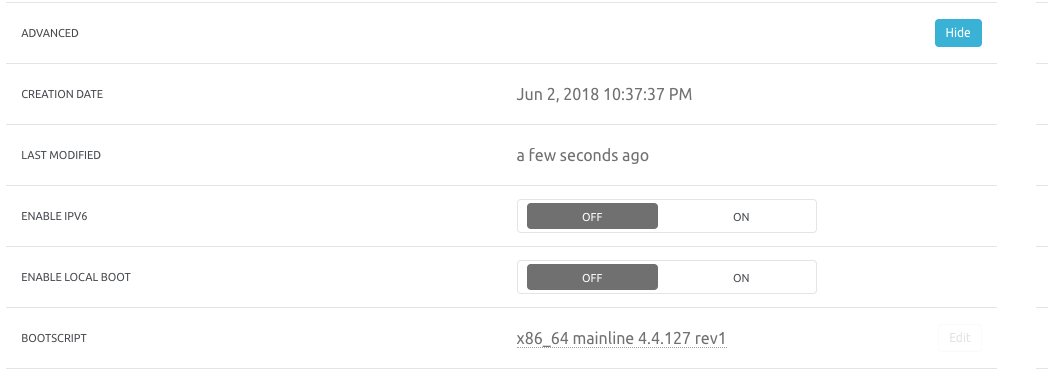 ADVANCED Hide
CREATION DATE Jun 2, 2018 10:37:37 PM
LAST MODIFIED a few seconds ago
ENABLE IPV6 OFF ON
ENABLE LOCAL BOOT OFF ON
BOOTSCRIPT x86_64 mainline 4.4.127 rev1 Edit